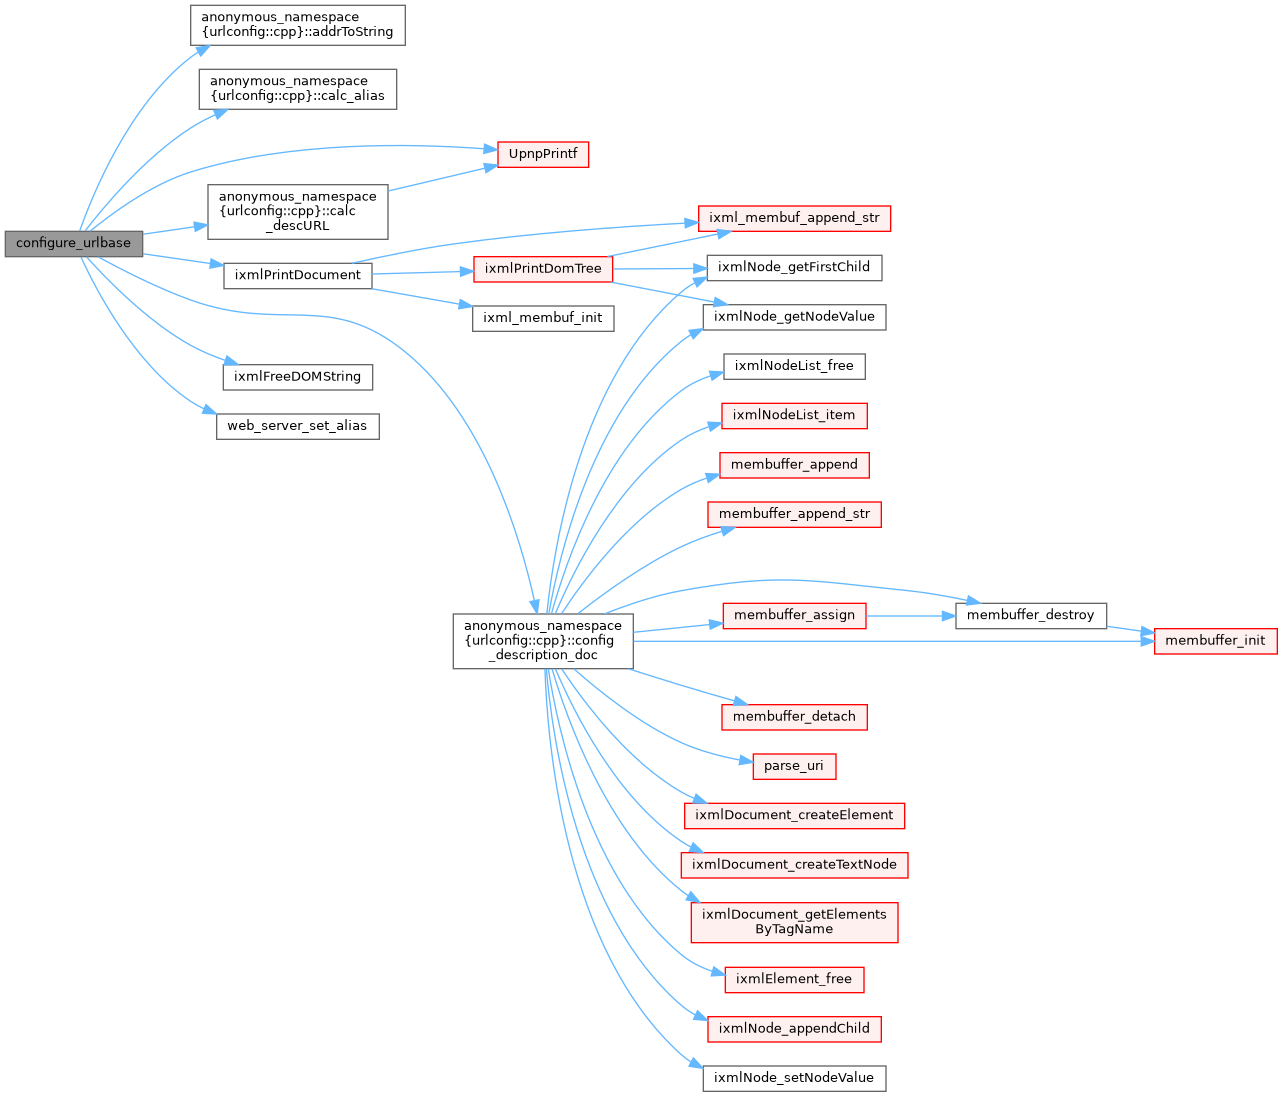 anonymous_namespace
{urlconfig::cpp}::addrToString
anonymous_namespace
{urlconfig::cpp}::calc_alias
UpnpPrintf
anonymous_namespace
{urlconfig::cpp}::calc
_descURL
configure_urlbase
ixmlPrintDocument
ixmlPrintDomTree
ixml_membuf_init
ixml_membuf_append_str
ixmlNode_getFirstChild
ixmlNode_getNodeValue
ixmlFreeDOMString
web_server_set_alias
ixmlNodeList_free
ixmlNodeList_item
membuffer_append
membuffer_append_str
anonymous_namespace
{urlconfig::cpp}::config
_description_doc
membuffer_assign
membuffer_destroy
membuffer_init
membuffer_detach
parse_uri
ixmlDocument_createElement
ixmlDocument_createTextNode
ixmlDocument_getElements
ByTagName
ixmlElement_free
ixmlNode_appendChild
ixmlNode_setNodeValue